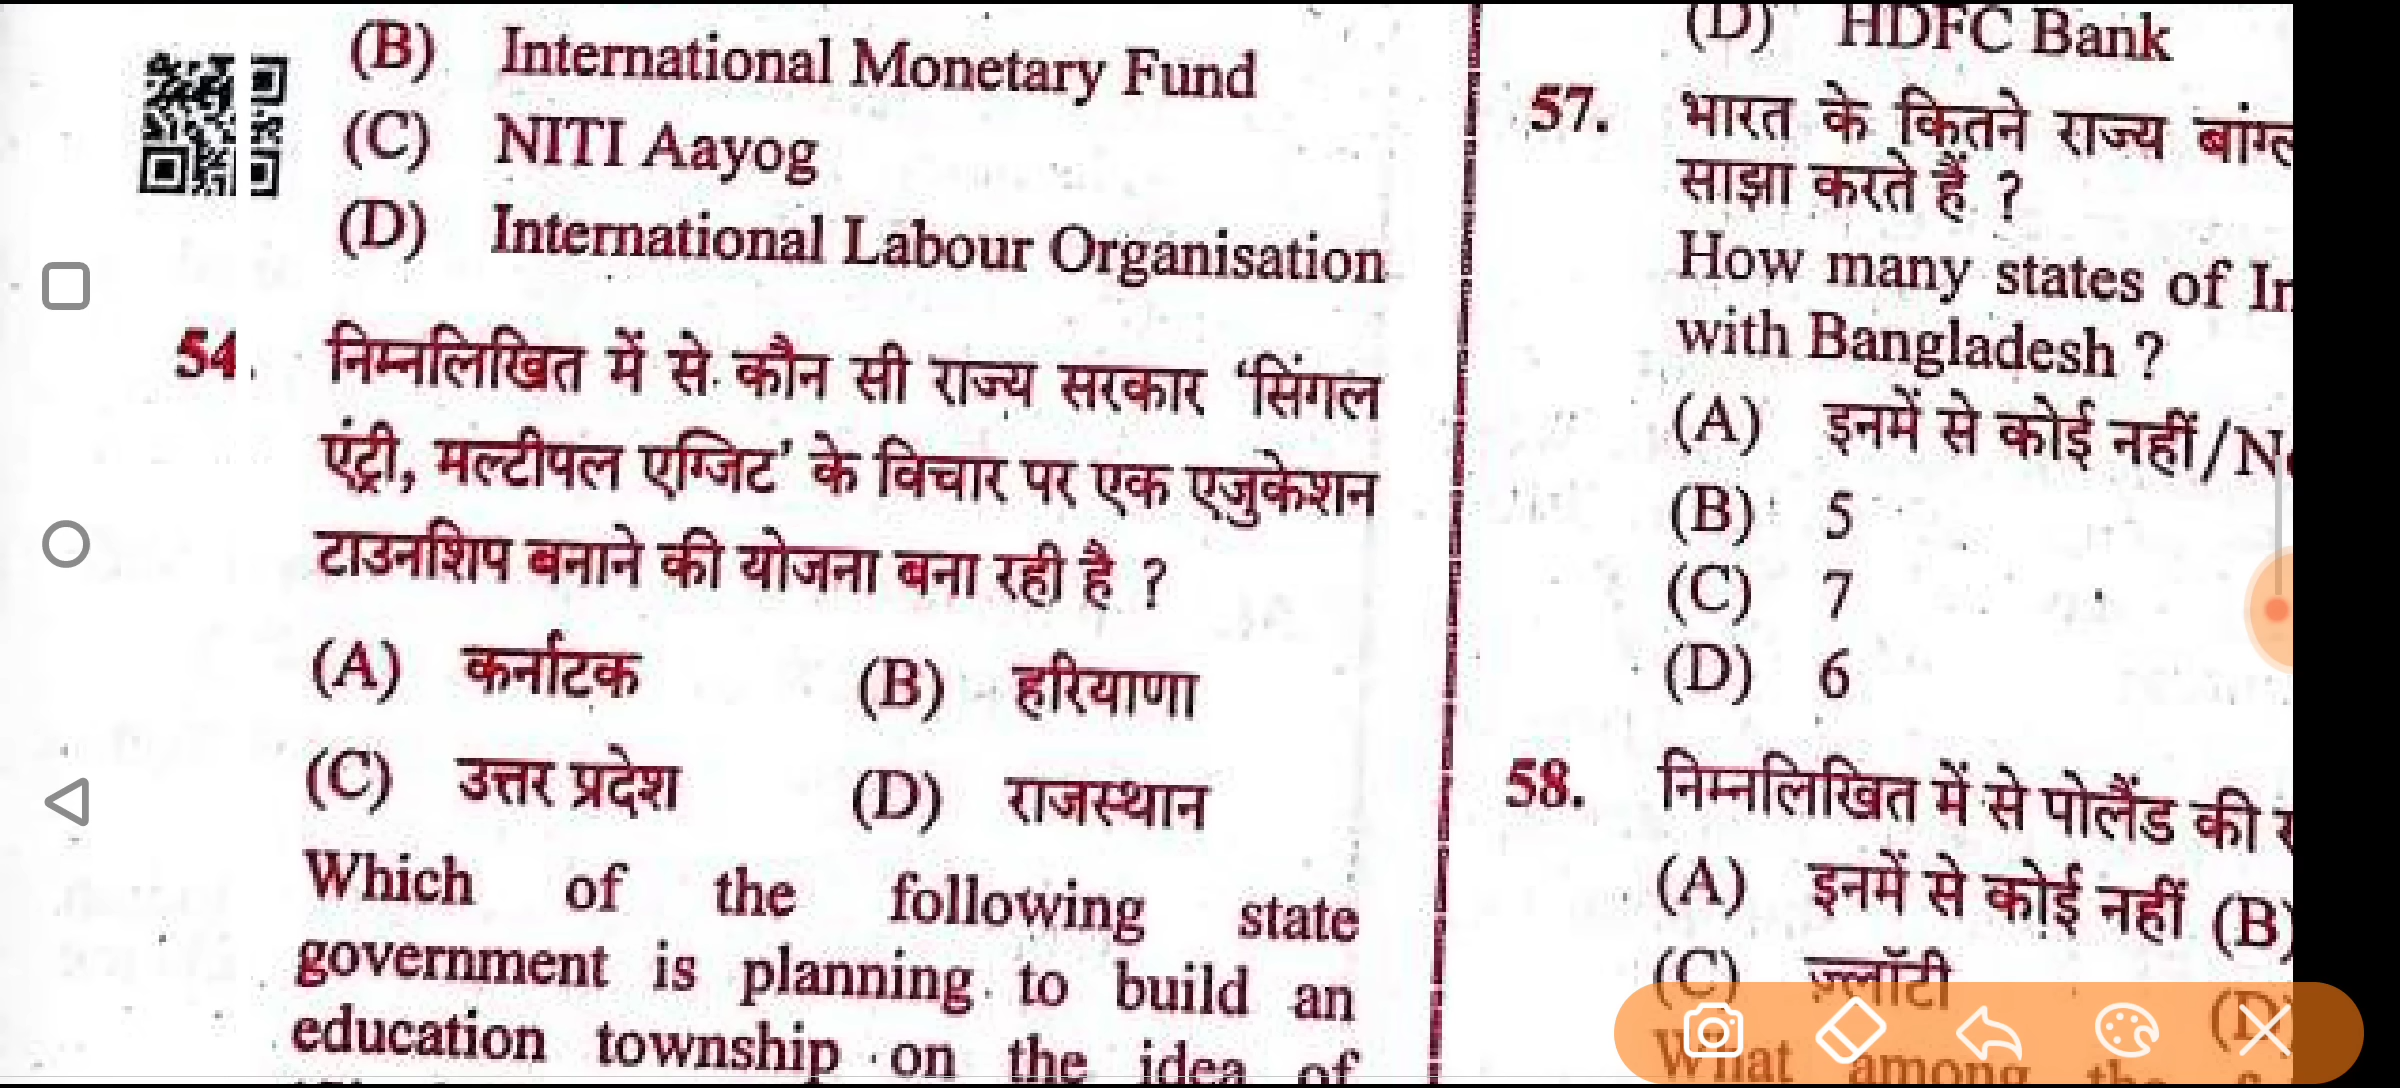 (B) International Monetary Fund
(C) NITI Aayog
(D) International Labour Organisation
54. निम्नलिखित में से कौन सी राज्य सरकार ‘सिंगल
एंट्री, मल्टीपल एग्जिट’ के विचार पर एक एजुकेशन
टाउनशिप बनाने की योजना बना रही है ?
(A) कर्नाटक (B) हरियाणा
(C) उत्तर प्रदेश (D) राजस्थान
Which of the following state
government is planning to build an
education township on the idea of
(D) HDFC Bank
57. भारत के कितने राज्य
साझा करते हैं ?
How many states of
with Bangladesh ?
(A) इनमें से कोई नहीं/
(B) 5
(C) 7
(D) 6
58. निम्नलिखित में से पोलैंड की
(A) इनमें से कोई नहीं (B)
(C) ज़्लॉटी (D)
What among the